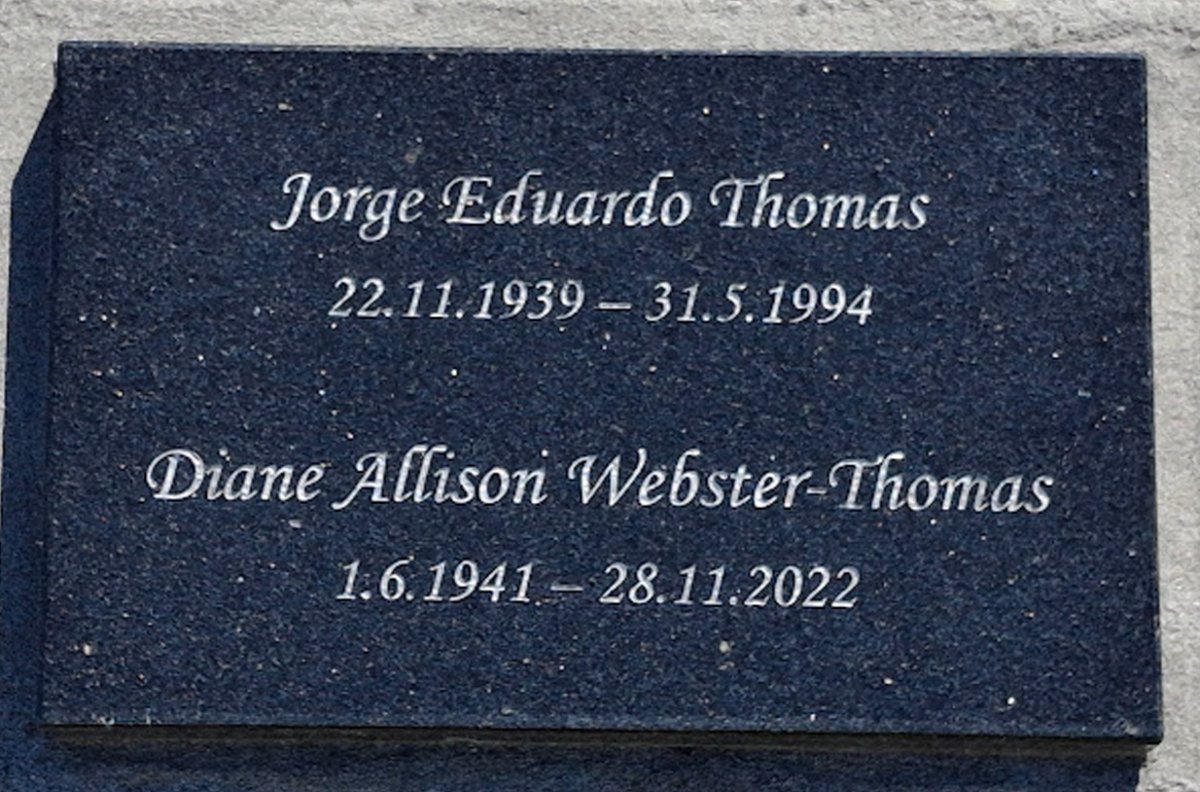 Jorge Eduardo Thomas
22.11.1939 – 31.5.1994
Diane Allison Webster-Thomas
1.6.1941 – 28.11.2022